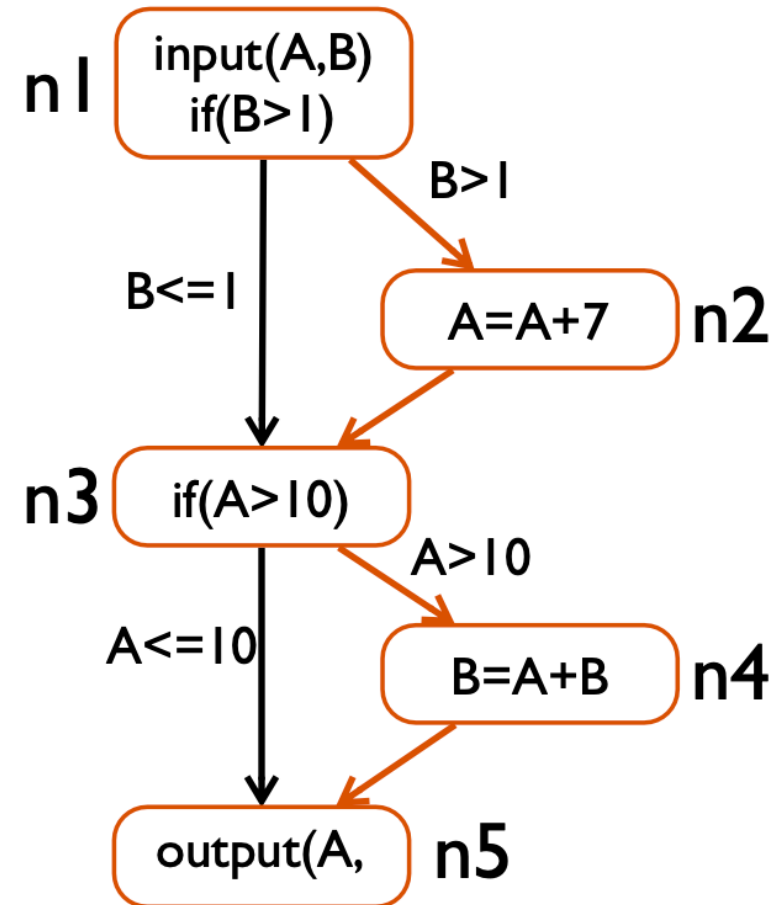 n1
input(A,B)
if(B>1)
B>1
B<=1
A=A+7
n2
n3
if(A>10)
A>10
A<=10
B=A+B
n4
output(A,
n5